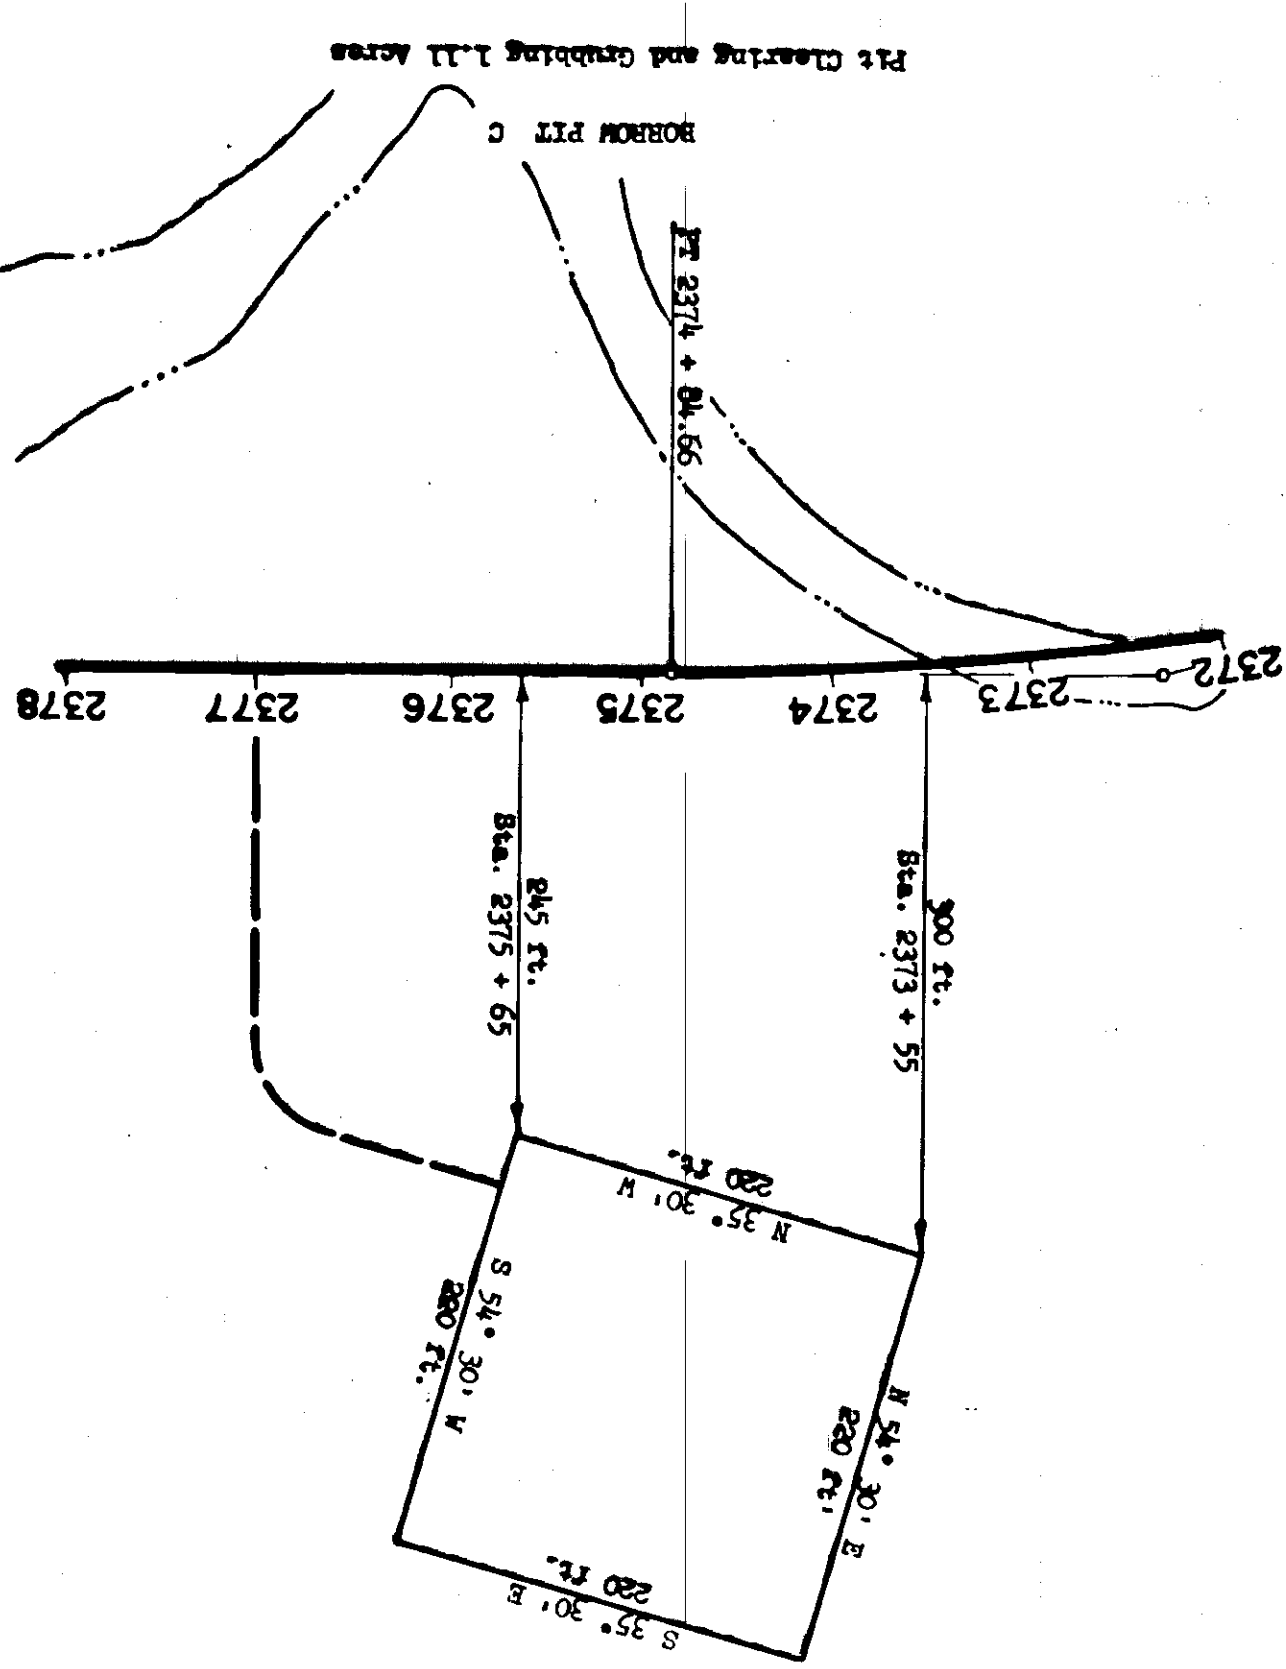 S 35° 30' E
220 ft.
N 54° 30' E
220 ft.
S 54° 30' W
220 ft.
N 35° 30' W
220 ft.
300 ft.
Sta. 2373 + 55
245 ft.
Sta. 2375 + 65
2372
2373
2374
2375
2376
2377
2378
PT 2374 + 84.66
BORROW PIT C
Pit Clearing and Grubbing 1.11 Acres